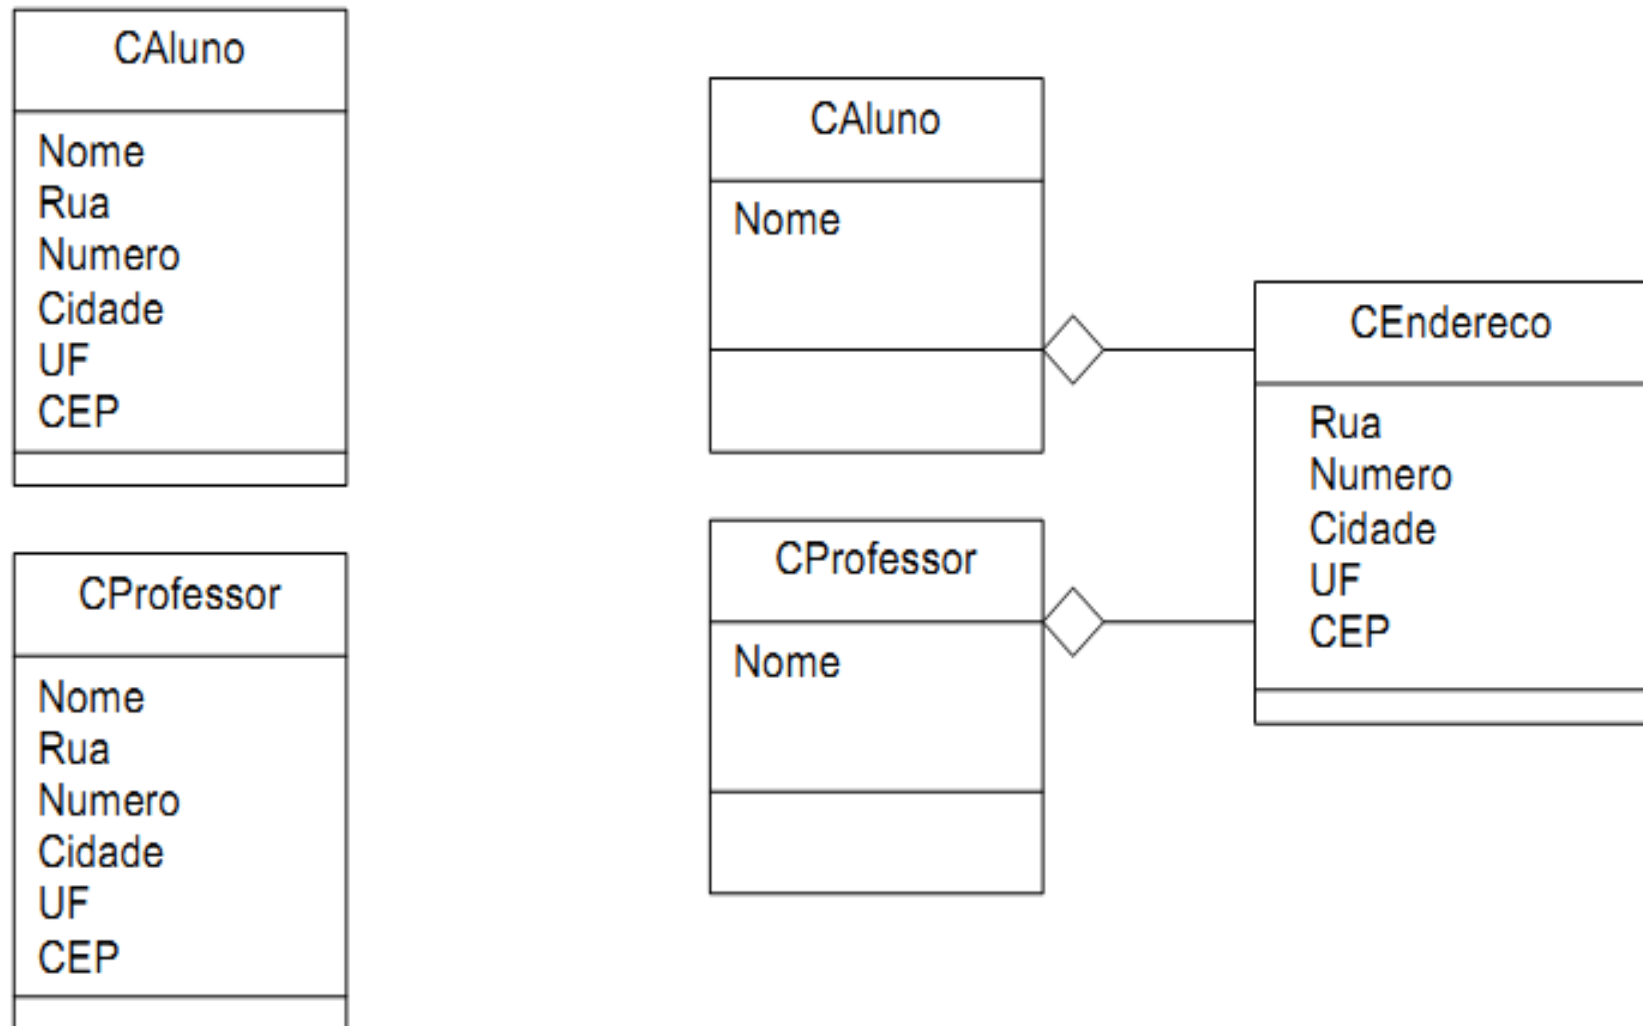 CAluno
Nome
Rua
Numero
Cidade
UF
CEP
CProfessor
Nome
Rua
Numero
Cidade
UF
CEP
CAluno
Nome
CProfessor
Nome
CEndereco
Rua
Numero
Cidade
UF
CEP